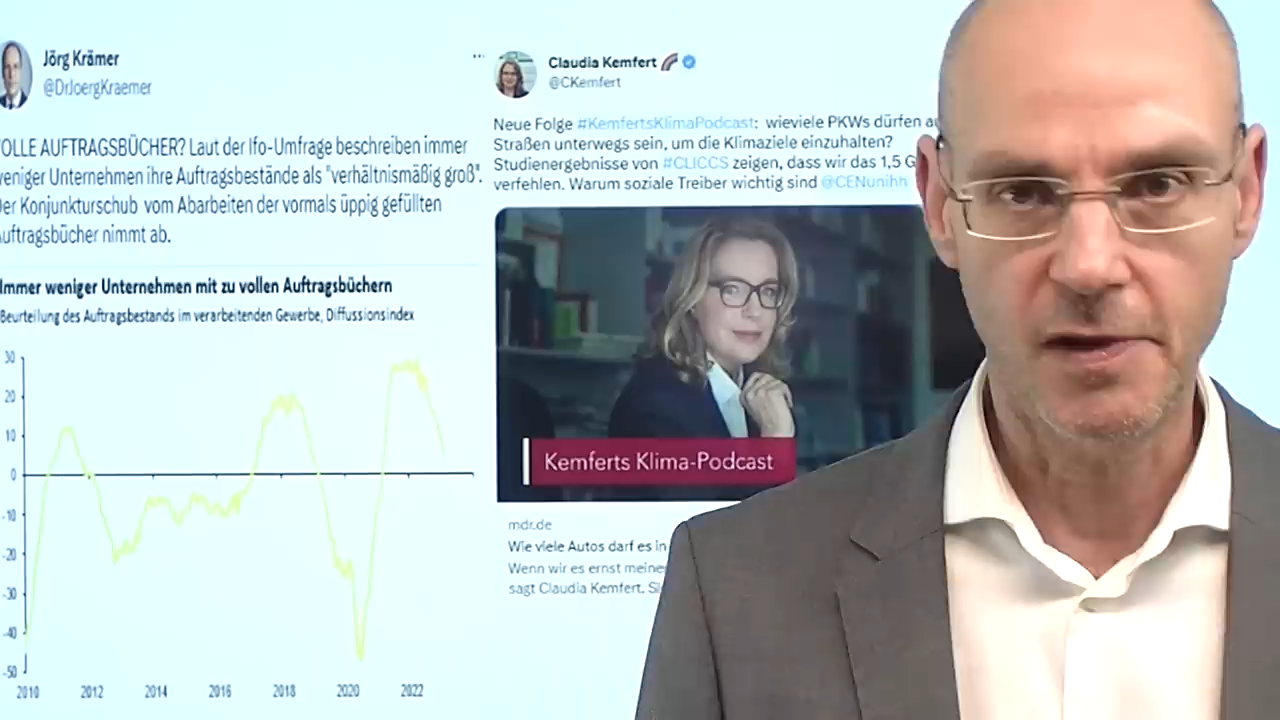 Jörg Krämer
@DrJoergKraemer
OLLE AUFTRAGSBÜCHER? Laut der Ifo-Umfrage beschreiben immer
weniger Unternehmen ihre Auftragsbestände als "verhältnismäßig groß".
Der Konjunkturschub vom Abarbeiten der vormals üppig gefüllten
Auftragsbücher nimmt ab.
Immer weniger Unternehmen mit zu vollen Auftragsbüchern
Beurteilung des Auftragsbestands im verarbeitenden Gewerbe, Diffussionsindex
30
20
10
0
-10
-20
-30
-40
-50
2010 2012 2014 2016 2018 2020 2022
Claudia Kemfert
@CKemfert
Neue Folge #KemfertsKlimaPodcast: wieviele PKWs dürfen
Straßen unterwegs sein, um die Klimaziele einzuhalten?
Studienergebnisse von #CLICCS zeigen, dass wir das 1,5 G
verfehlen. Warum soziale Treiber wichtig sind @CENunihh
Kemferts Klima-Podcast
mdr.de
Wie viele Autos darf es in
Wenn wir es ernst meine
sagt Claudia Kemfert.